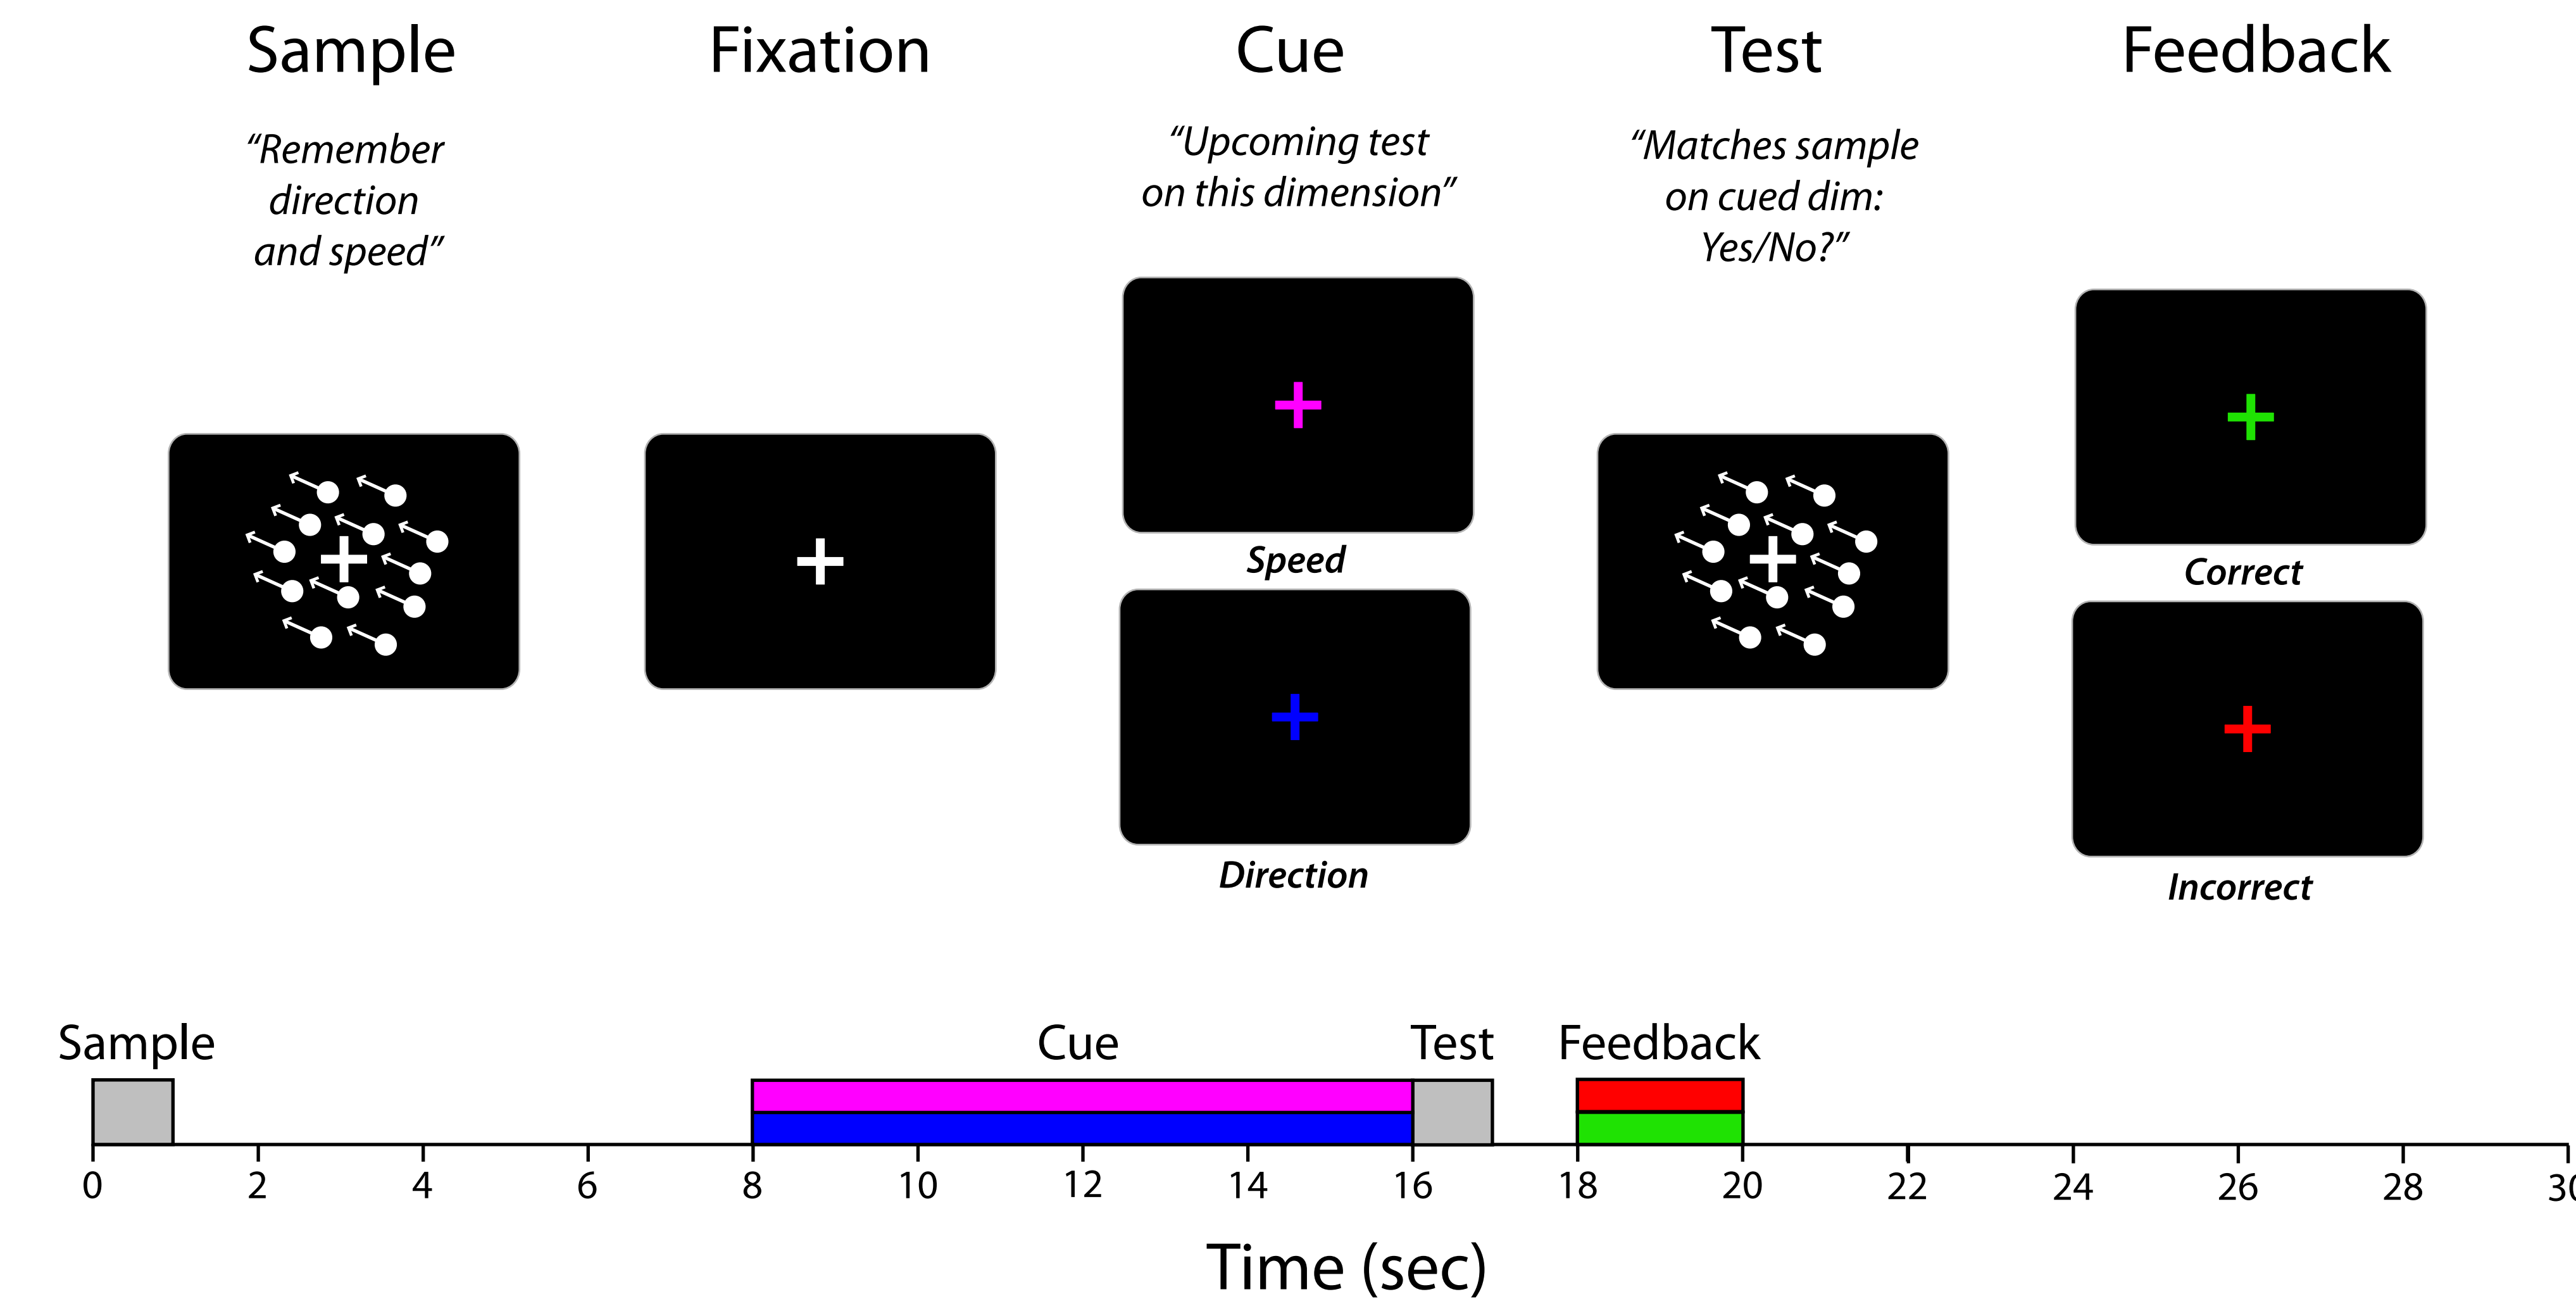 Sample
Fixation
Cue
Test
Feedback
“Remember
direction
and speed”
“Upcoming test
on this dimension”
“Matches sample
on cued dim:
Yes/No?”
Speed
Direction
Correct
Incorrect
Sample
Cue
Test
Feedback
0 2 4 6 8 10 12 14 16 18 20 22 24 26 28 30
Time (sec)